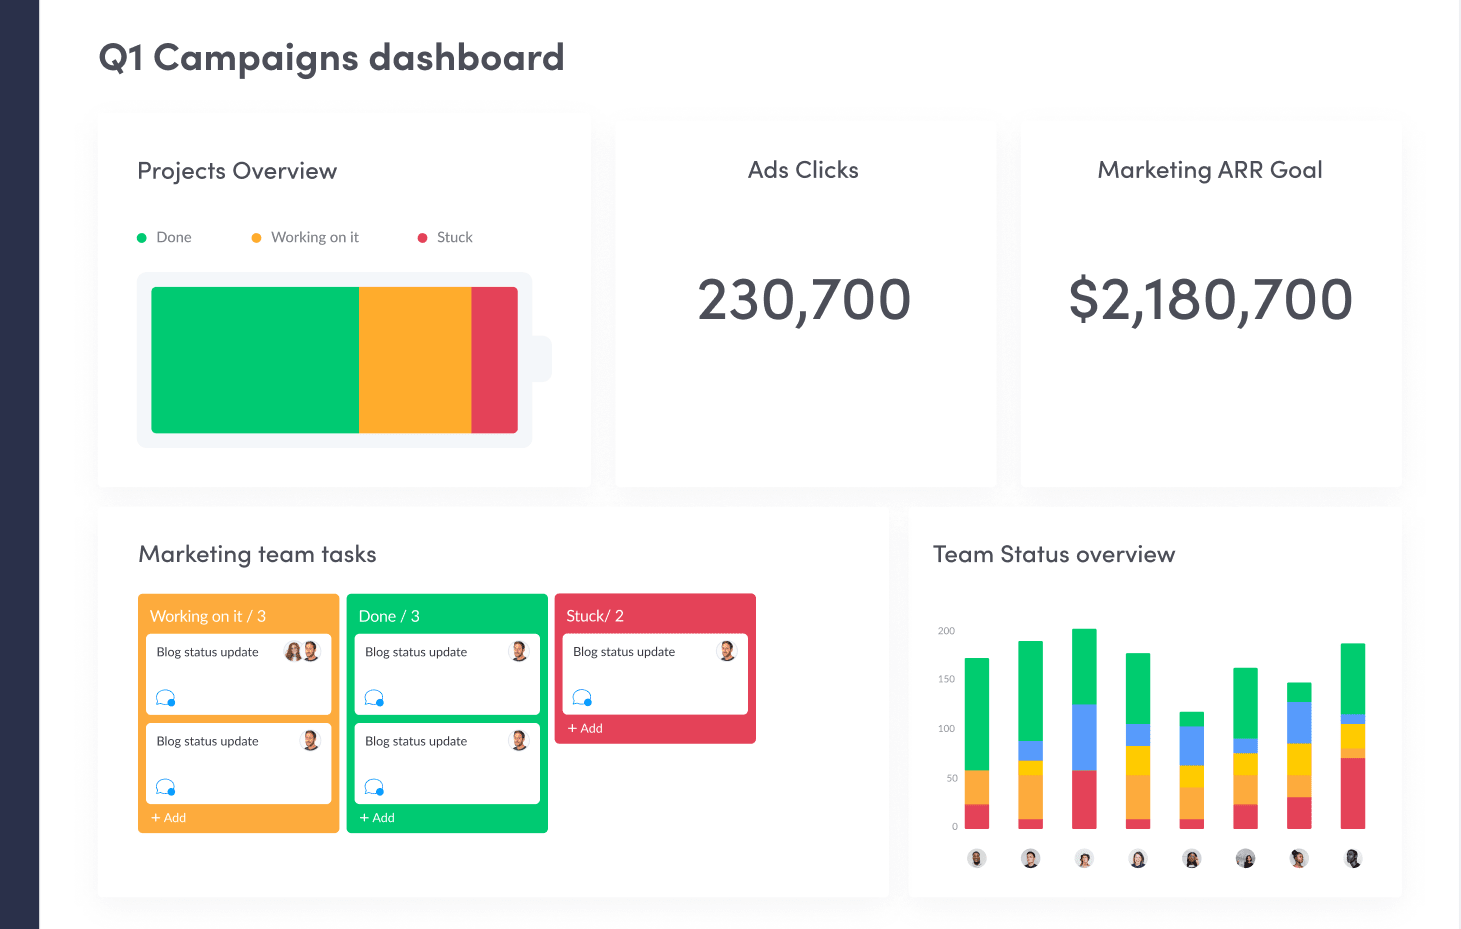 Q1 Campaigns dashboard
Projects Overview
Done
Working on it
Stuck
Ads Clicks
230,700
Marketing ARR Goal
$2,180,700
Marketing team tasks
Working on it / 3
Blog status update
Blog status update
+ Add
Done / 3
Blog status update
Blog status update
+ Add
Stuck/ 2
Blog status update
+ Add
Team Status overview
200
150
100
50
0